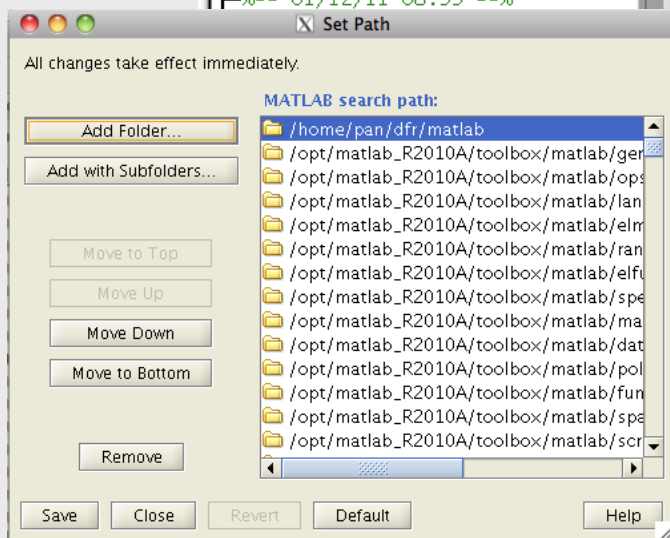 %-- 01/12/11 08:55 --%
Set Path
All changes take effect immediately.
MATLAB search path:
Add Folder...
Add with Subfolders...
Move to Top
Move Up
Move Down
Move to Bottom
Remove
/home/pan/dfr/matlab
/opt/matlab_R2010A/toolbox/matlab/ger
/opt/matlab_R2010A/toolbox/matlab/ops
/opt/matlab_R2010A/toolbox/matlab/lan
/opt/matlab_R2010A/toolbox/matlab/elm
/opt/matlab_R2010A/toolbox/matlab/ran
/opt/matlab_R2010A/toolbox/matlab/elfu
/opt/matlab_R2010A/toolbox/matlab/spe
/opt/matlab_R2010A/toolbox/matlab/ma
/opt/matlab_R2010A/toolbox/matlab/dat
/opt/matlab_R2010A/toolbox/matlab/pol
/opt/matlab_R2010A/toolbox/matlab/fun
/opt/matlab_R2010A/toolbox/matlab/spa
/opt/matlab_R2010A/toolbox/matlab/scr
Save
Close
Revert
Default
Help